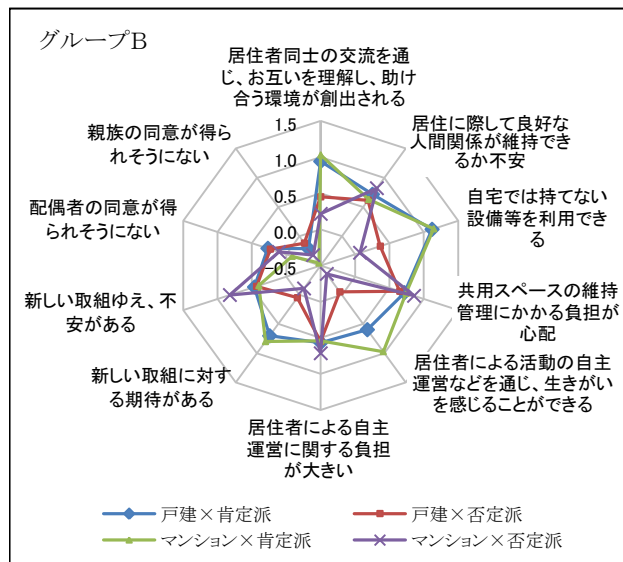 グループB
居住者同士の交流を通
じ、お互いを理解し、助け
合う環境が創出される
居住に際して良好な
人間関係が維持でき
るか不安
自宅では持てない
設備等を利用でき
る
共用スペースの維持
管理にかかる負担が
心配
居住者による活動の自主
運営などを通じ、生きがい
を感じることができる
居住者による自主
運営に関する負担
が大きい
新しい取組に対す
る期待がある
新しい取組ゆえ、不
安がある
配偶者の同意が得
られそうにない
親族の同意が得ら
れそうにない
1.5
1.0
0.5
0.0
-0.5
戸建×肯定派
戸建×否定派
マンション×肯定派
マンション×否定派